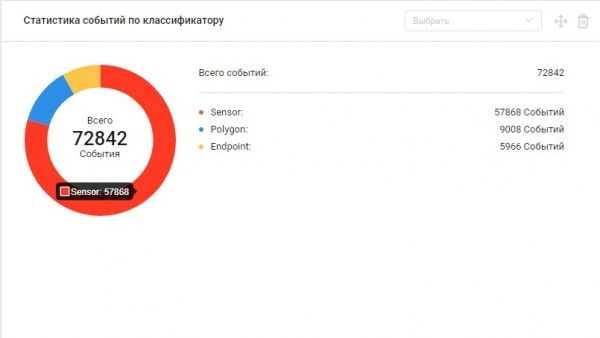 Статистика событий по классификатору
Выбрать
Всего
72842
События
Sensor: 57868
Всего событий: 72842
Sensor: 57868 Событий
Polygon: 9008 Событий
Endpoint: 5966 Событий